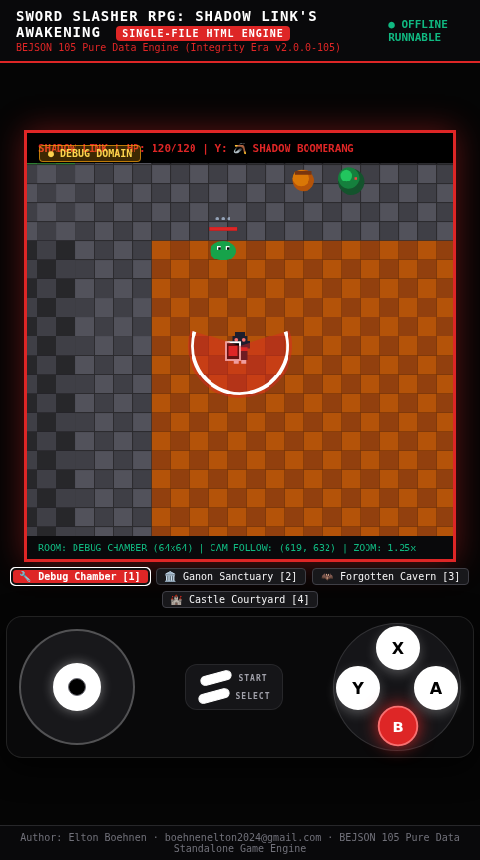 SWORD SLASHER RPG: SHADOW LINK'S
AWAKENING SINGLE-FILE HTML ENGINE
BEJSON 105 Pure Data Engine (Integrity Era v2.0.0-105)
● OFFLINE
RUNNABLE
SHADOW LINK | HP: 120/120 | Y: 🪃 SHADOW BOOMERANG
● DEBUG DOMAIN
ROOM: DEBUG CHAMBER (64x64) | CAM FOLLOW: (619, 632) | ZOOM: 1.25x
🔧 Debug Chamber [1] 🏛️ Ganon Sanctuary [2] 🦇 Forgotten Cavern [3]
🏰 Castle Courtyard [4]
X
START
Y A
SELECT
B
Author: Elton Boehnen · boehnenelton2024@gmail.com · BEJSON 105 Pure Data
Standalone Game Engine